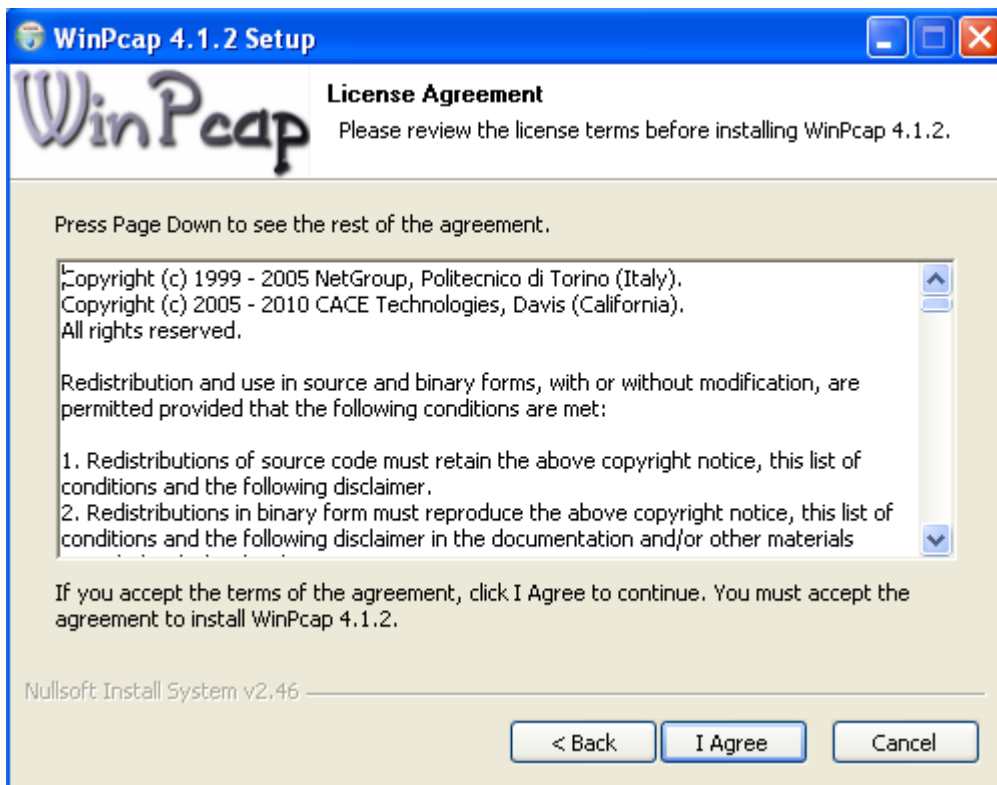 WinPcap 4.1.2 Setup
WinPcap
License Agreement
Please review the license terms before installing WinPcap 4.1.2.
Press Page Down to see the rest of the agreement.
Copyright (c) 1999 - 2005 NetGroup, Politecnico di Torino (Italy).
Copyright (c) 2005 - 2010 CACE Technologies, Davis (California).
All rights reserved.
Redistribution and use in source and binary forms, with or without modification, are
permitted provided that the following conditions are met:
1. Redistributions of source code must retain the above copyright notice, this list of
conditions and the following disclaimer.
2. Redistributions in binary form must reproduce the above copyright notice, this list of
conditions and the following disclaimer in the documentation and/or other materials
If you accept the terms of the agreement, click I Agree to continue. You must accept the
agreement to install WinPcap 4.1.2.
Nullsoft Install System v2.46
< Back
I Agree
Cancel